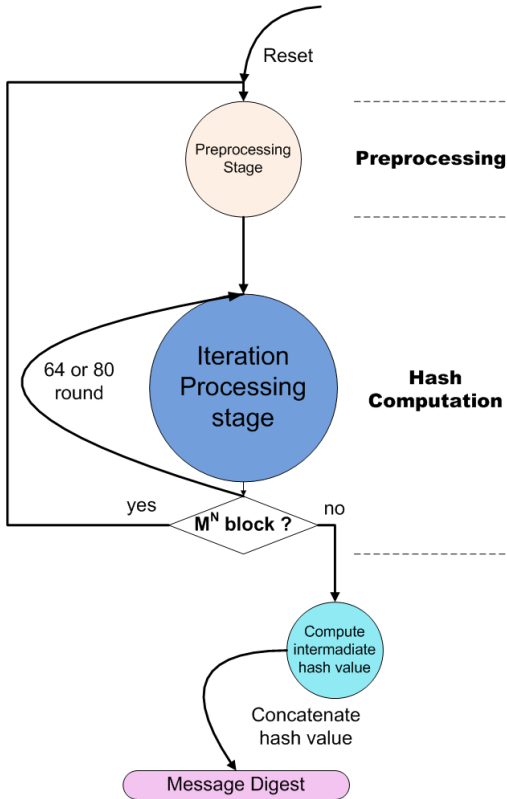 Reset
Preprocessing
Stage
Preprocessing
Iteration
Processing
stage
64 or 80
round
Hash
Computation
yes
M^N block ?
no
Compute
intermadiate
hash value
Concatenate
hash value
Message Digest